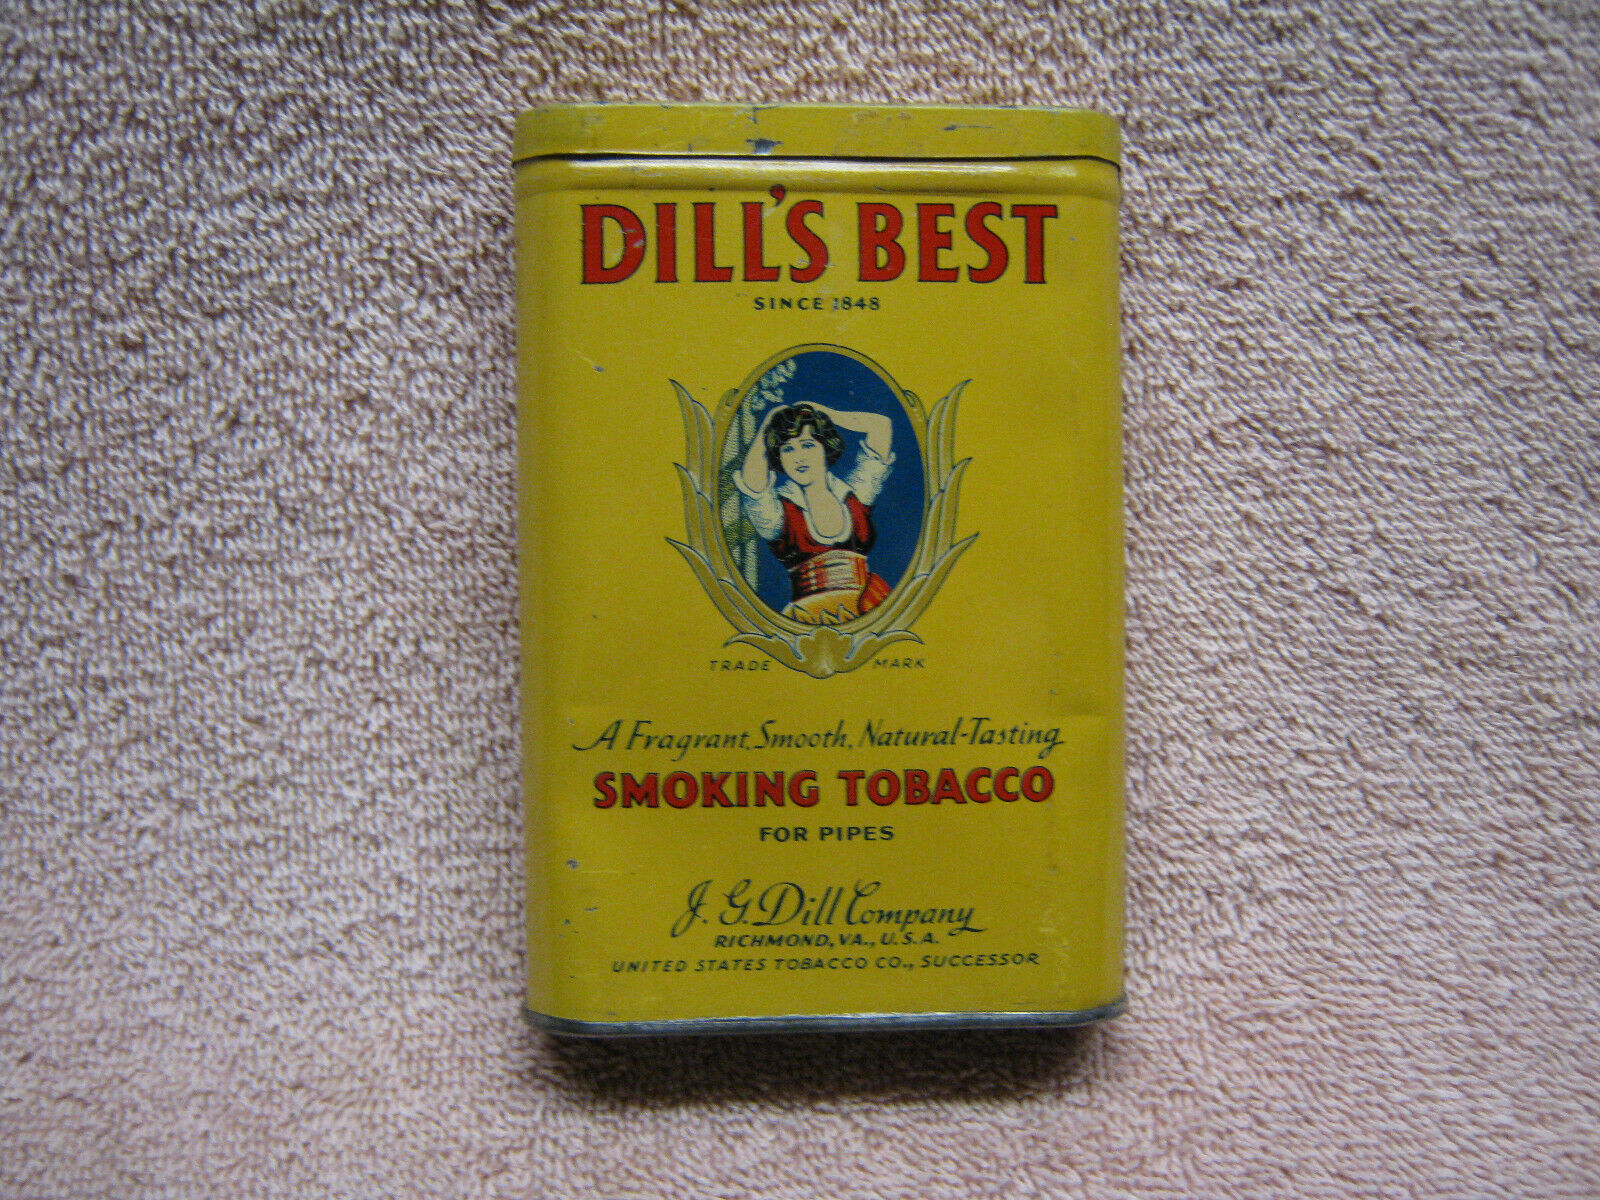 DILL'S BEST
SINCE 1848
TRADE MARK
A Fragrant, Smooth, Natural-Tasting
SMOKING TOBACCO
FOR PIPES
J. G. Dill Company
RICHMOND, VA., U.S.A.
UNITED STATES TOBACCO CO., SUCCESSOR